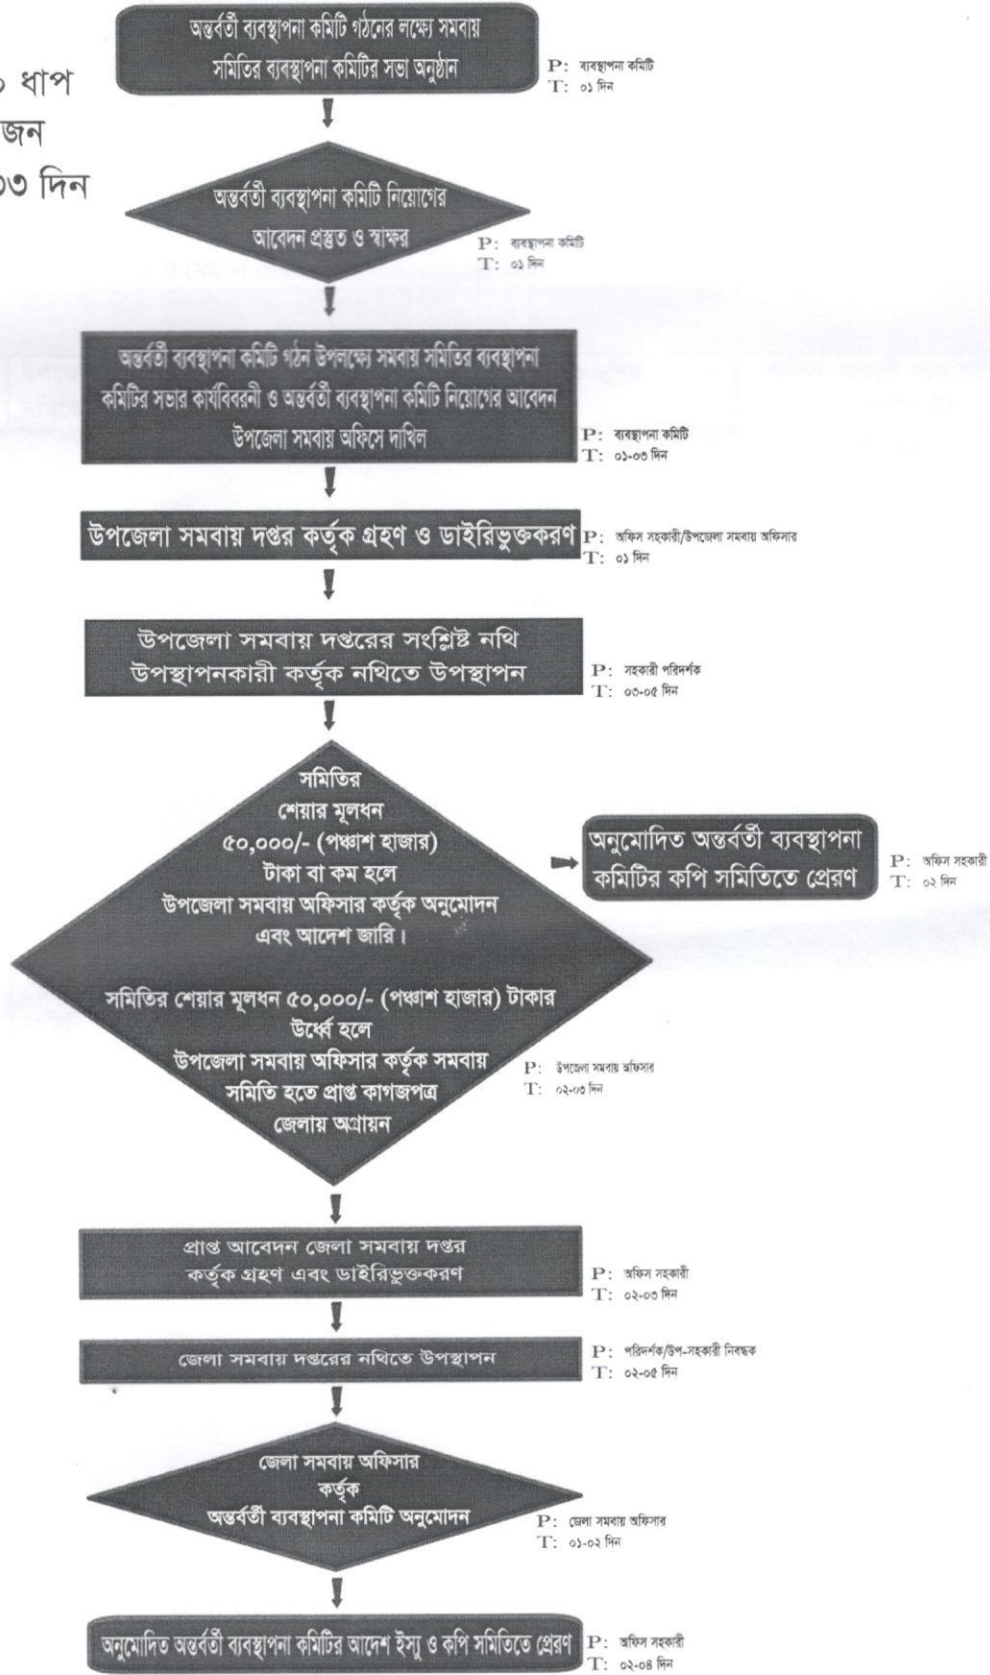 ধাপ
জন
দিন
অন্তর্বর্তী ব্যবস্থাপনা কমিটি গঠনের লক্ষ্যে সমবায়
সমিতির ব্যবস্থাপনা কমিটির সভা অনুষ্ঠান
P: ব্যবস্থাপনা কমিটি
T: ০১ দিন
অন্তর্বর্তী ব্যবস্থাপনা কমিটি নিয়োগের
আবেদন প্রস্তুত ও স্বাক্ষর
P: ব্যবস্থাপনা কমিটি
T: ০১ দিন
অন্তর্বর্তী ব্যবস্থাপনা কমিটি গঠন উপলক্ষ্যে সমবায় সমিতির ব্যবস্থাপনা
কমিটির সভার কার্যবিবরনী ও অন্তর্বর্তী ব্যবস্থাপনা কমিটি নিয়োগের আবেদন
উপজেলা সমবায় অফিসে দাখিল
P: ব্যবস্থাপনা কমিটি
T: ০১-০৩ দিন
উপজেলা সমবায় দপ্তর কর্তৃক গ্রহণ ও ডাইরিভুক্তকরণ
P: অফিস সহকারী/উপজেলা সমবায় অফিসার
T: ০১ দিন
উপজেলা সমবায় দপ্তরের সংশ্লিষ্ট নথি
উপস্থাপনকারী কর্তৃক নথিতে উপস্থাপন
P: সহকারী পরিদর্শক
T: ০৩-০৫ দিন
সমিতির
শেয়ার মূলধন
৫০,০০০/- (পঞ্চাশ হাজার)
টাকা বা কম হলে
উপজেলা সমবায় অফিসার কর্তৃক অনুমোদন
এবং আদেশ জারি।
অনুমোদিত অন্তর্বর্তী ব্যবস্থাপনা
কমিটির কপি সমিতিতে প্রেরণ
P: অফিস সহকারী
T: ০২ দিন
সমিতির শেয়ার মূলধন ৫০,০০০/- (পঞ্চাশ হাজার) টাকার
উর্ধ্বে হলে
উপজেলা সমবায় অফিসার কর্তৃক সমবায়
সমিতি হতে প্রাপ্ত কাগজপত্র
জেলায় অগ্রায়ন
P: উপজেলা সমবায় অফিসার
T: ০২-০৩ দিন
প্রাপ্ত আবেদন জেলা সমবায় দপ্তর
কর্তৃক গ্রহণ এবং ডাইরিভুক্তকরণ
P: অফিস সহকারী
T: ০২-০৩ দিন
জেলা সমবায় দপ্তরের নথিতে উপস্থাপন
P: পরিদর্শক/উপ-সহকারী নিবন্ধক
T: ০২-০৫ দিন
জেলা সমবায় অফিসার
কর্তৃক
অন্তর্বর্তী ব্যবস্থাপনা কমিটি অনুমোদন
P: জেলা সমবায় অফিসার
T: ০১-০২ দিন
অনুমোদিত অন্তর্বর্তী ব্যবস্থাপনা কমিটির আদেশ ইস্যু ও কপি সমিতিতে প্রেরণ
P: অফিস সহকারী
T: ০২-০৪ দিন